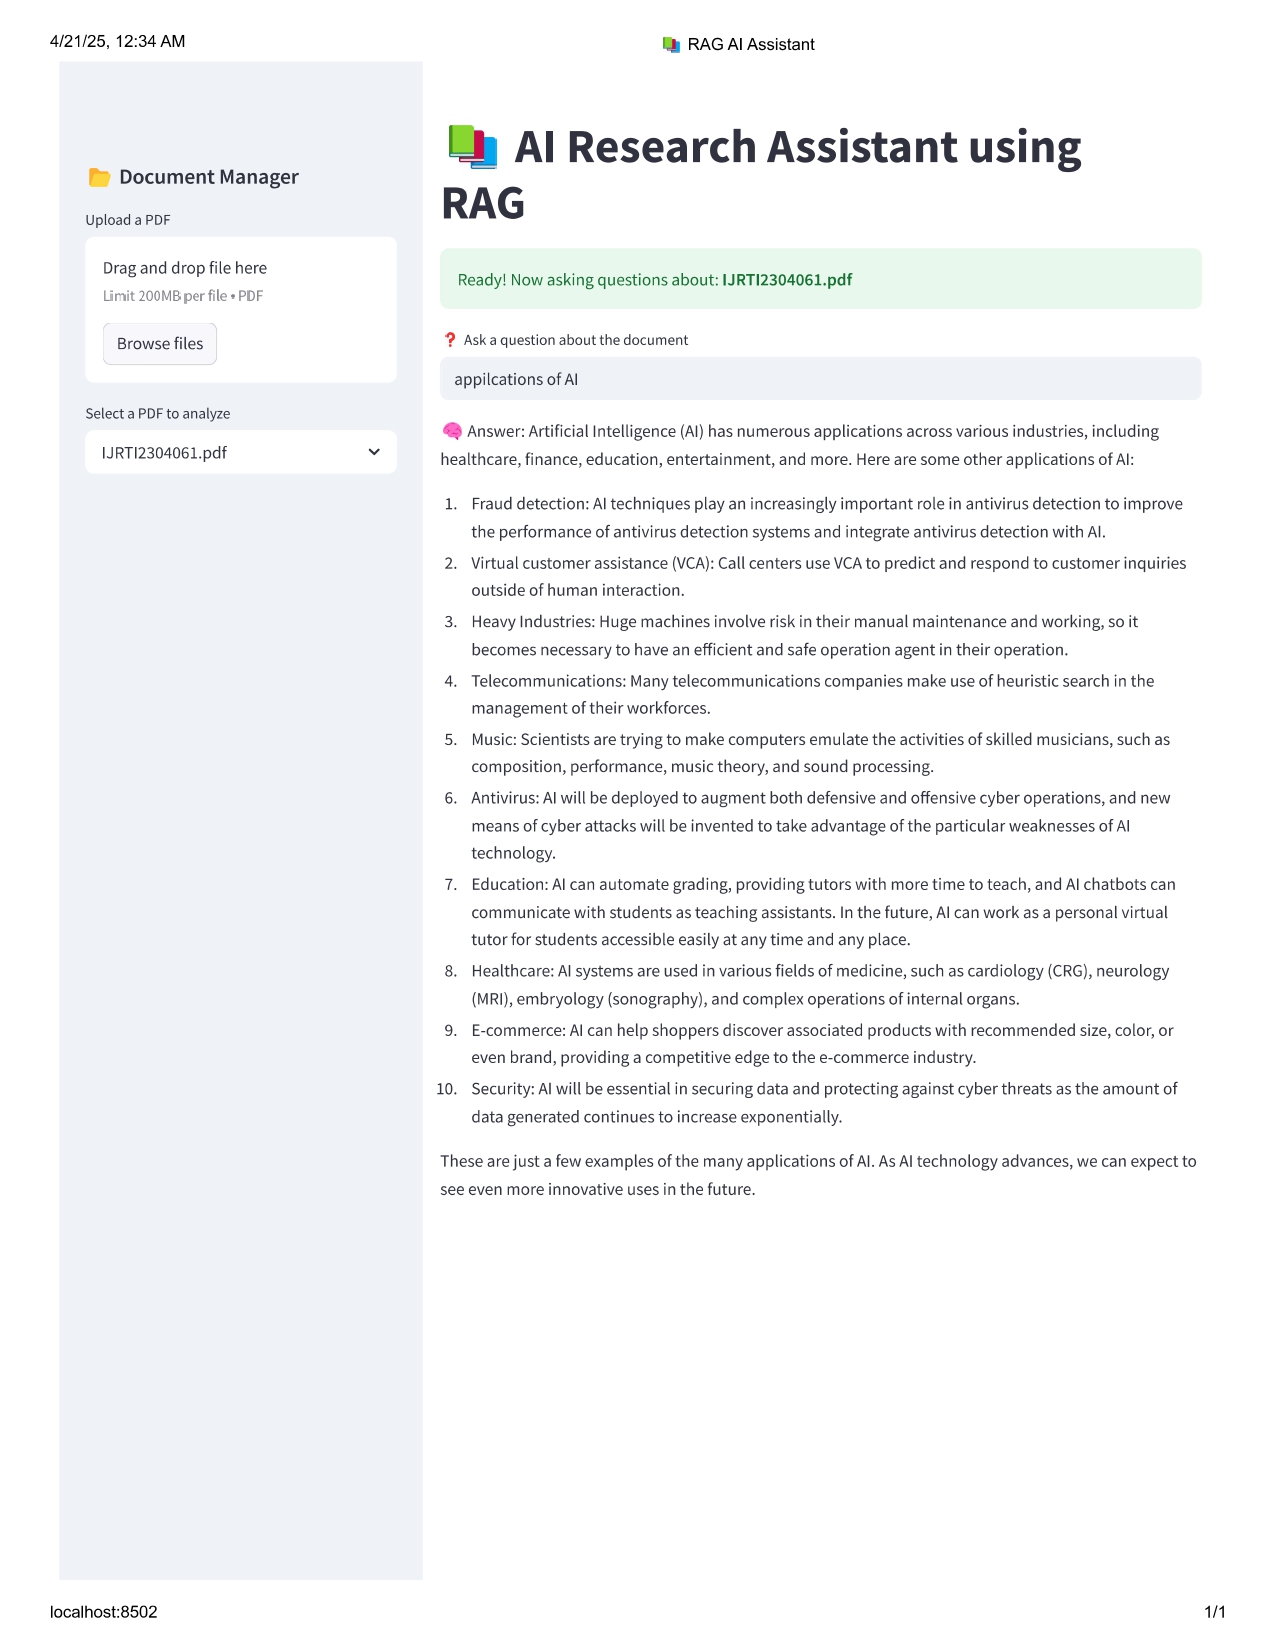 4/21/25, 12:34 AM
📚 RAG AI Assistant
📂 Document Manager
Upload a PDF
Drag and drop file here
Limit 200MB per file • PDF
Browse files
Select a PDF to analyze
IJRTI2304061.pdf
📚 AI Research Assistant using
RAG
Ready! Now asking questions about: IJRTI2304061.pdf
❓ Ask a question about the document
appilcations of AI
🧠 Answer: Artificial Intelligence (AI) has numerous applications across various industries, including
healthcare, finance, education, entertainment, and more. Here are some other applications of AI:
1. Fraud detection: AI techniques play an increasingly important role in antivirus detection to improve
the performance of antivirus detection systems and integrate antivirus detection with AI.
2. Virtual customer assistance (VCA): Call centers use VCA to predict and respond to customer inquiries
outside of human interaction.
3. Heavy Industries: Huge machines involve risk in their manual maintenance and working, so it
becomes necessary to have an efficient and safe operation agent in their operation.
4. Telecommunications: Many telecommunications companies make use of heuristic search in the
management of their workforces.
5. Music: Scientists are trying to make computers emulate the activities of skilled musicians, such as
composition, performance, music theory, and sound processing.
6. Antivirus: AI will be deployed to augment both defensive and offensive cyber operations, and new
means of cyber attacks will be invented to take advantage of the particular weaknesses of AI
technology.
7. Education: AI can automate grading, providing tutors with more time to teach, and AI chatbots can
communicate with students as teaching assistants. In the future, AI can work as a personal virtual
tutor for students accessible easily at any time and any place.
8. Healthcare: AI systems are used in various fields of medicine, such as cardiology (CRG), neurology
(MRI), embryology (sonography), and complex operations of internal organs.
9. E-commerce: AI can help shoppers discover associated products with recommended size, color, or
even brand, providing a competitive edge to the e-commerce industry.
10. Security: AI will be essential in securing data and protecting against cyber threats as the amount of
data generated continues to increase exponentially.
These are just a few examples of the many applications of AI. As AI technology advances, we can expect to
see even more innovative uses in the future.
localhost:8502
1/1